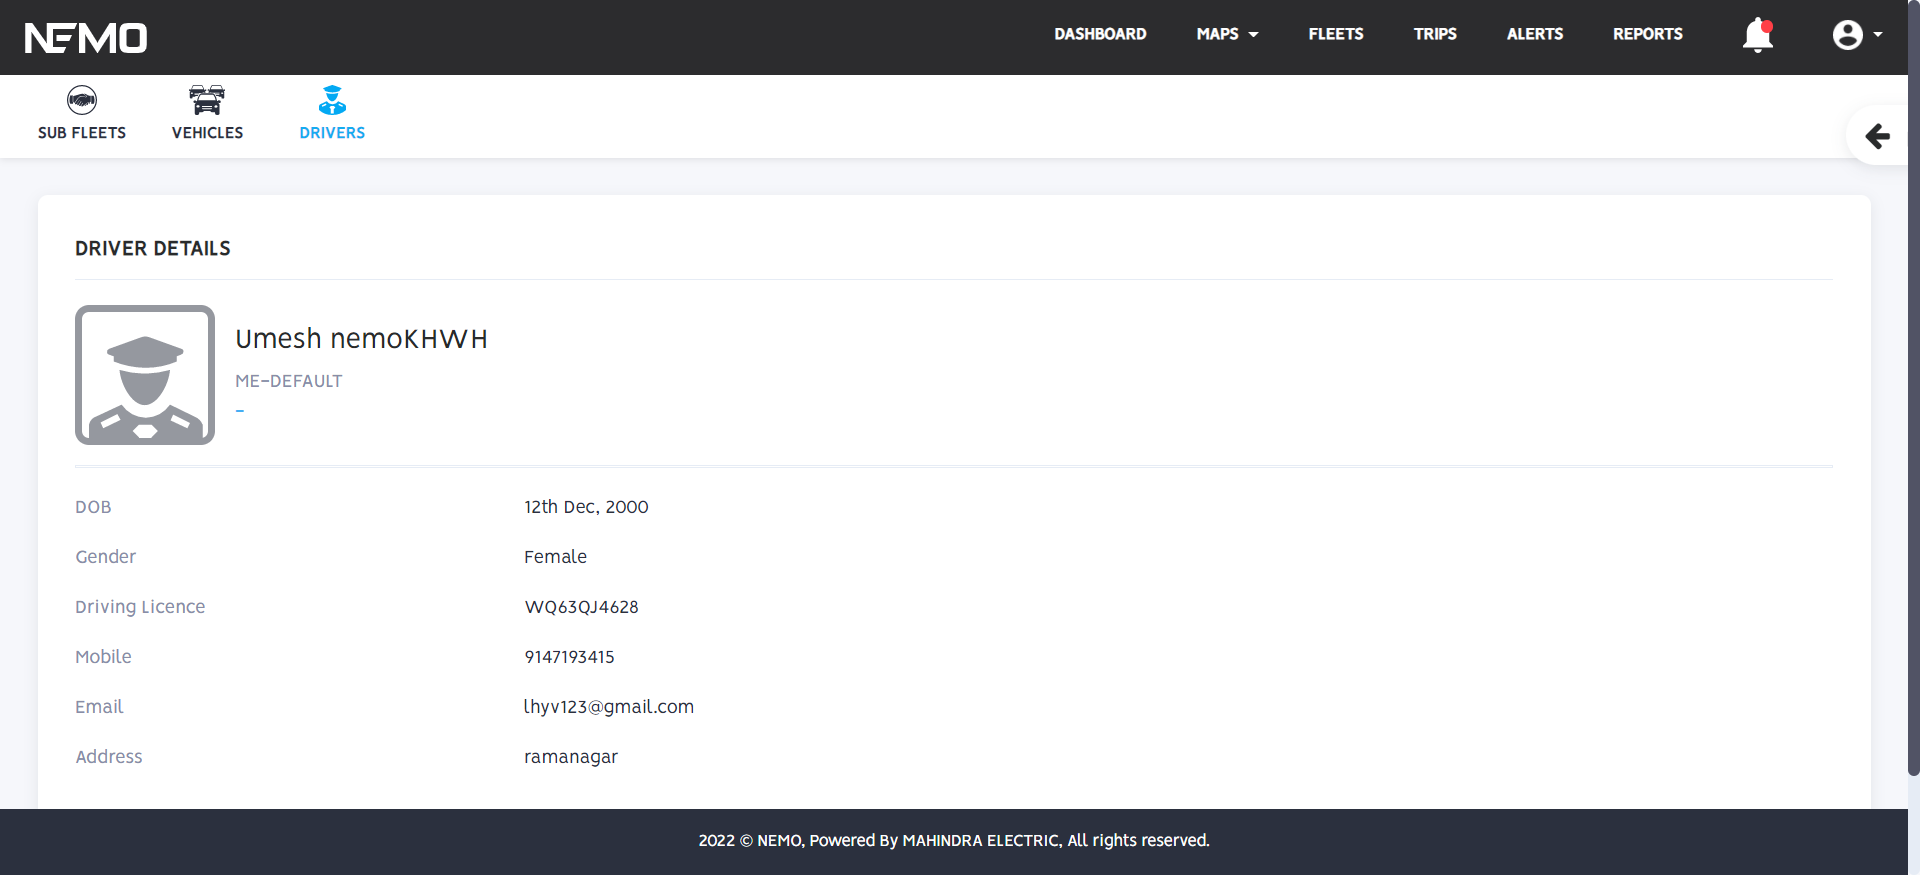 NEMO
DASHBOARD MAPS FLEETS TRIPS ALERTS REPORTS
SUB FLEETS VEHICLES DRIVERS
DRIVER DETAILS
Umesh nemoKHWH
ME-DEFAULT
-
DOB 12th Dec, 2000
Gender Female
Driving Licence WQ63QJ4628
Mobile 9147193415
Email lhyv123@gmail.com
Address ramanagar
2022 © NEMO, Powered By MAHINDRA ELECTRIC, All rights reserved.